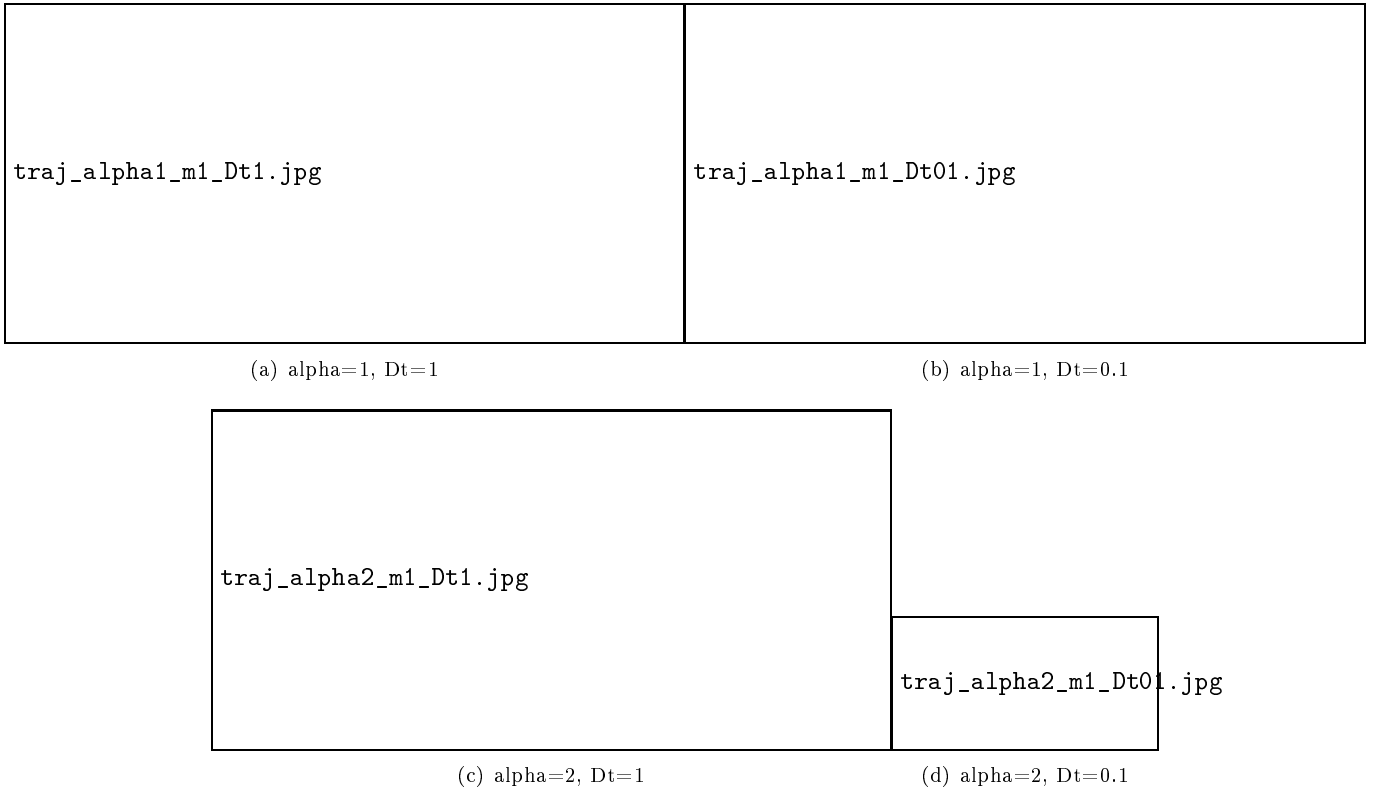 traj_alpha1_m1_Dt1.jpg
traj_alpha1_m1_Dt01.jpg
(a) alpha=1, Dt=1
(b) alpha=1, Dt=0.1
traj_alpha2_m1_Dt1.jpg
traj_alpha2_m1_Dt01.jpg
(c) alpha=2, Dt=1
(d) alpha=2, Dt=0.1